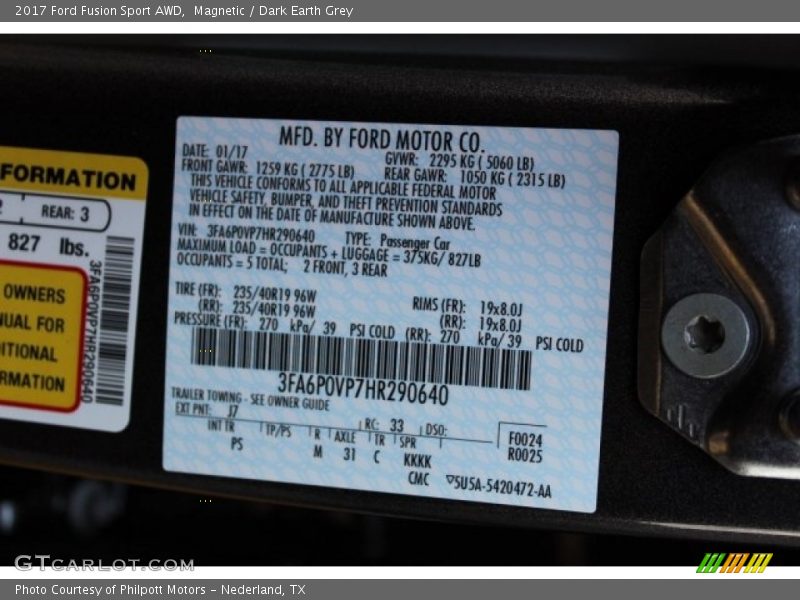 2017 Ford Fusion Sport AWD, Magnetic / Dark Earth Grey
FORMATION
REAR: 3
827 lbs.
OWNERS
NUAL FOR
DITIONAL
RMATION
3FA6P0VP7HR290640
MFD. BY FORD MOTOR CO.
DATE: 01/17 GVWR: 2295 KG ( 5060 LB)
FRONT GAWR: 1259 KG ( 2775 LB) REAR GAWR: 1050 KG ( 2315 LB)
THIS VEHICLE CONFORMS TO ALL APPLICABLE FEDERAL MOTOR
VEHICLE SAFETY, BUMPER, AND THEFT PREVENTION STANDARDS
IN EFFECT ON THE DATE OF MANUFACTURE SHOWN ABOVE.
VIN: 3FA6P0VP7HR290640 TYPE: Passenger Car
MAXIMUM LOAD = OCCUPANTS + LUGGAGE = 375KG/ 827LB
OCCUPANTS = 5 TOTAL; 2 FRONT, 3 REAR
TIRE (FR): 235/40R19 96W RIMS (FR): 19x8.0J
(RR): 235/40R19 96W (RR): 19x8.0J
PRESSURE (FR): 270 kPa/ 39 PSI COLD (RR): 270 kPa/ 39 PSI COLD
3FA6P0VP7HR290640
TRAILER TOWING - SEE OWNER GUIDE
EXT PNT: J7 RC: 33 DSO:
INT TR TP/PS R AXLE TR SPR F0024
PS M 31 C KKKK R0025
CMC ▽5U5A-5420472-AA
GTCARLOT.COM
Photo Courtesy of Philpott Motors - Nederland, TX